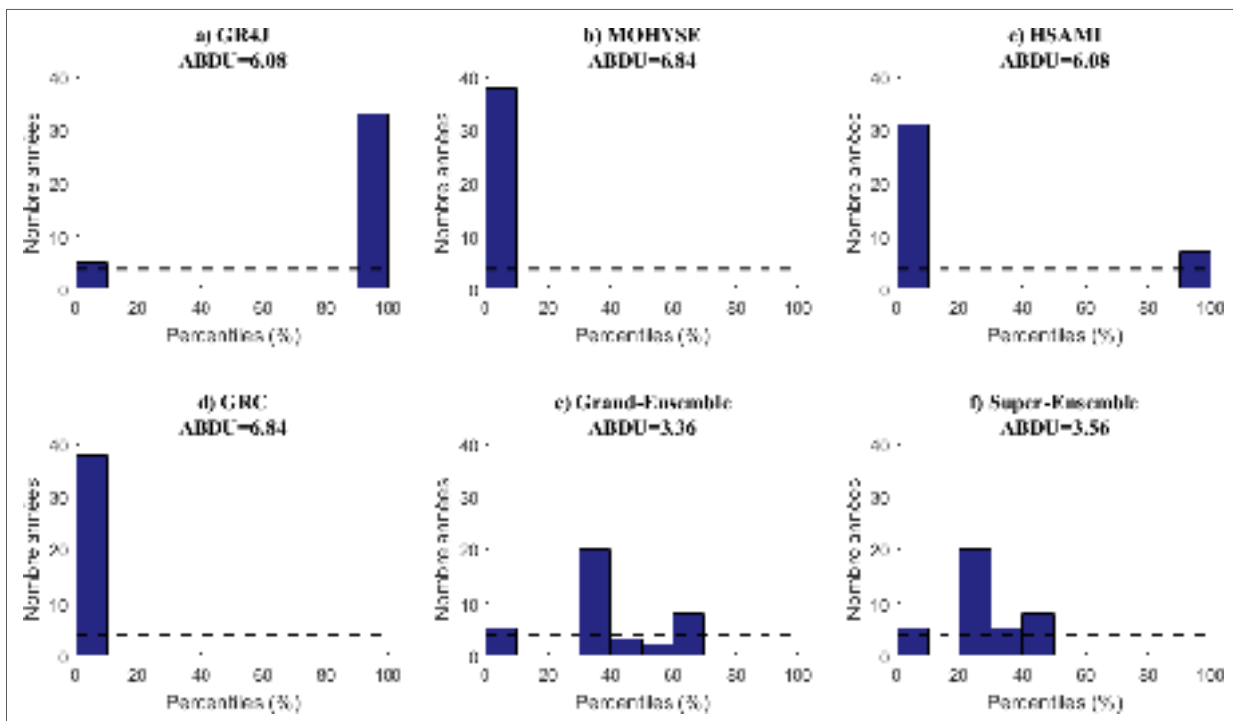 a) GR4J
ABDU=6.08
Nombre années
40
30
20
10
0
0 20 40 60 80 100
Percentiles (%)
b) MOHYSE
ABDU=6.84
Nombre années
40
30
20
10
0
0 20 40 60 80 100
Percentiles (%)
c) HSAMI
ABDU=6.08
Nombre années
40
30
20
10
0
0 20 40 60 80 100
Percentiles (%)
d) GRC
ABDU=6.84
Nombre années
40
30
20
10
0
0 20 40 60 80 100
Percentiles (%)
e) Grand-Ensemble
ABDU=3.36
Nombre années
40
30
20
10
0
0 20 40 60 80 100
Percentiles (%)
f) Super-Ensemble
ABDU=3.56
Nombre années
40
30
20
10
0
0 20 40 60 80 100
Percentiles (%)